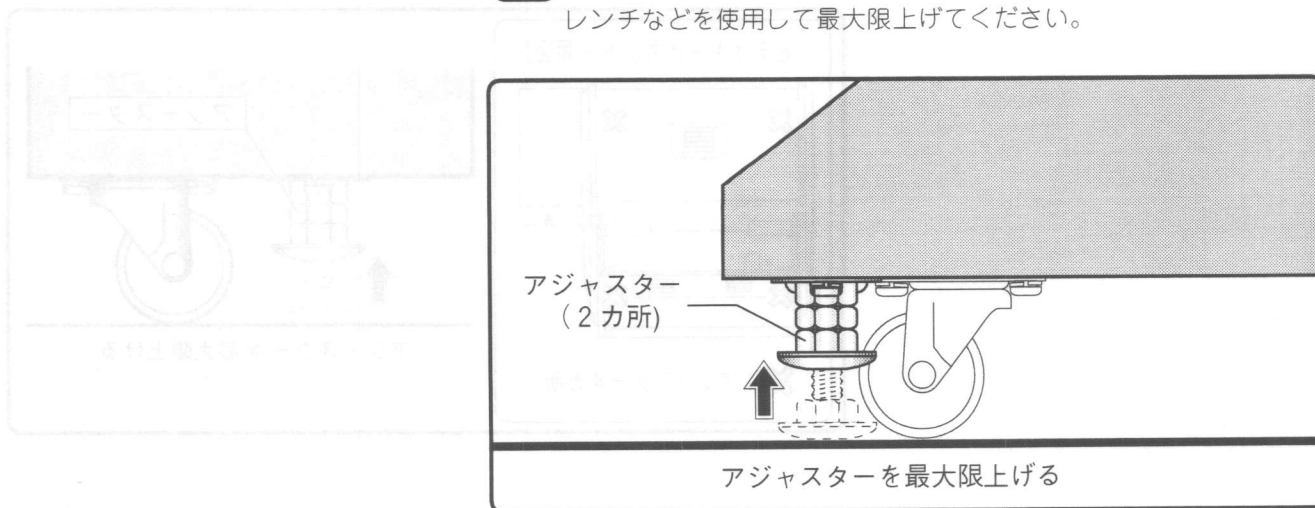 レンチなどを使用して最大限上げてください。
アジャスター
(2カ所)
アジャスターを最大限上げる